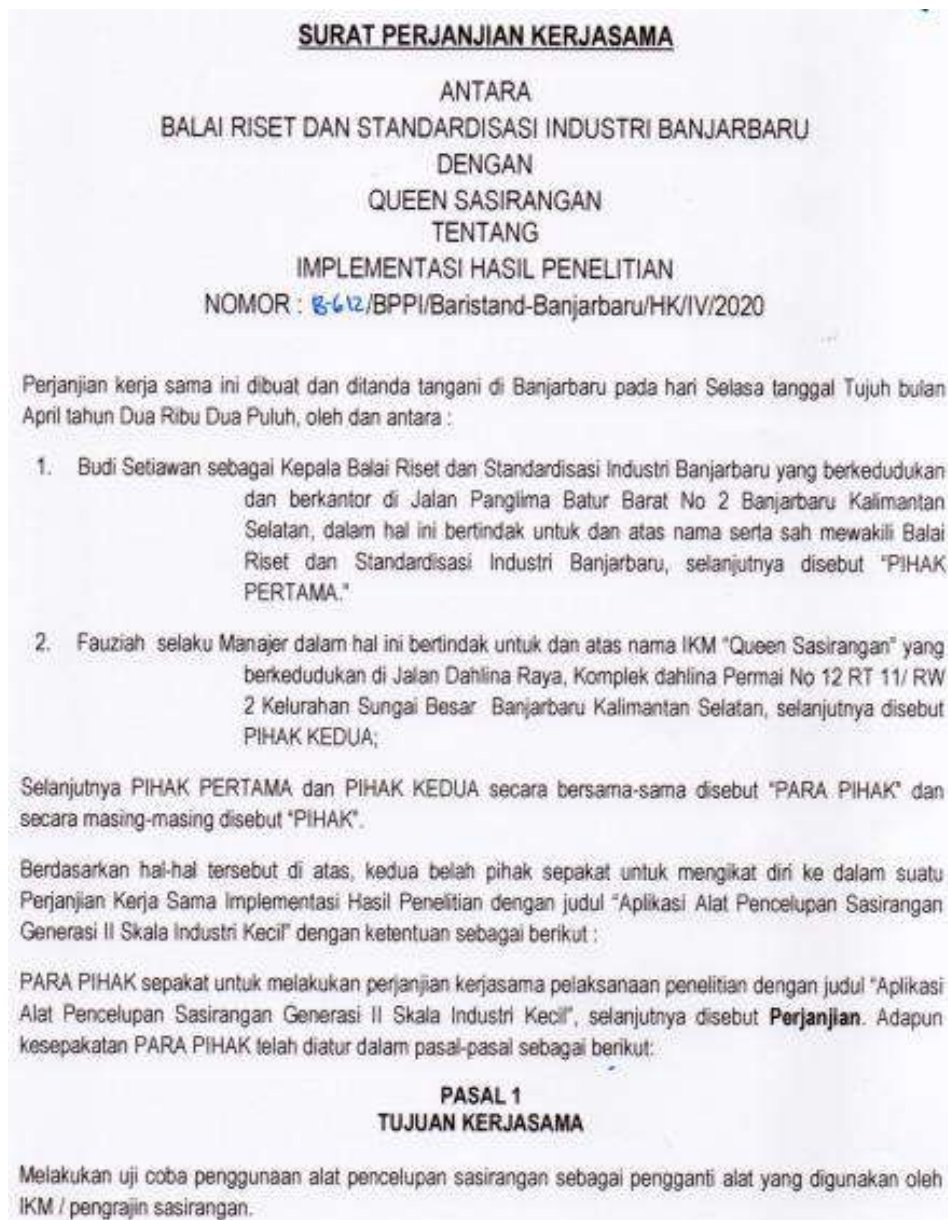 SURAT PERJANJIAN KERJASAMA
ANTARA
BALAI RISET DAN STANDARDISASI INDUSTRI BANJARBARU
DENGAN
QUEEN SASIRANGAN
TENTANG
IMPLEMENTASI HASIL PENELITIAN
NOMOR : B-612/BPPI/Baristand-Banjarbaru/HK/IV/2020
Perjanjian kerja sama ini dibuat dan ditanda tangani di Banjarbaru pada hari Selasa tanggal Tujuh bulan
April tahun Dua Ribu Dua Puluh, oleh dan antara :
1. Budi Setiawan sebagai Kepala Balai Riset dan Standardisasi Industri Banjarbaru yang berkedudukan
dan berkantor di Jalan Panglima Batur Barat No 2 Banjarbaru Kalimantan
Selatan, dalam hal ini bertindak untuk dan atas nama serta sah mewakili Balai
Riset dan Standardisasi Industri Banjarbaru, selanjutnya disebut "PIHAK
PERTAMA."
2. Fauziah selaku Manajer dalam hal ini bertindak untuk dan atas nama IKM "Queen Sasirangan" yang
berkedudukan di Jalan Dahlina Raya, Komplek dahlina Permai No 12 RT 11/ RW
2 Kelurahan Sungai Besar Banjarbaru Kalimantan Selatan, selanjutnya disebut
PIHAK KEDUA;
Selanjutnya PIHAK PERTAMA dan PIHAK KEDUA secara bersama-sama disebut "PARA PIHAK" dan
secara masing-masing disebut "PIHAK".
Berdasarkan hal-hal tersebut di atas, kedua belah pihak sepakat untuk mengikat diri ke dalam suatu
Perjanjian Kerja Sama Implementasi Hasil Penelitian dengan judul "Aplikasi Alat Pencelupan Sasirangan
Generasi II Skala Industri Kecil" dengan ketentuan sebagai berikut :
PARA PIHAK sepakat untuk melakukan perjanjian kerjasama pelaksanaan penelitian dengan judul "Aplikasi
Alat Pencelupan Sasirangan Generasi II Skala Industri Kecil", selanjutnya disebut Perjanjian. Adapun
kesepakatan PARA PIHAK telah diatur dalam pasal-pasal sebagai berikut:
PASAL 1
TUJUAN KERJASAMA
Melakukan uji coba penggunaan alat pencelupan sasirangan sebagai pengganti alat yang digunakan oleh
IKM / pengrajin sasirangan.